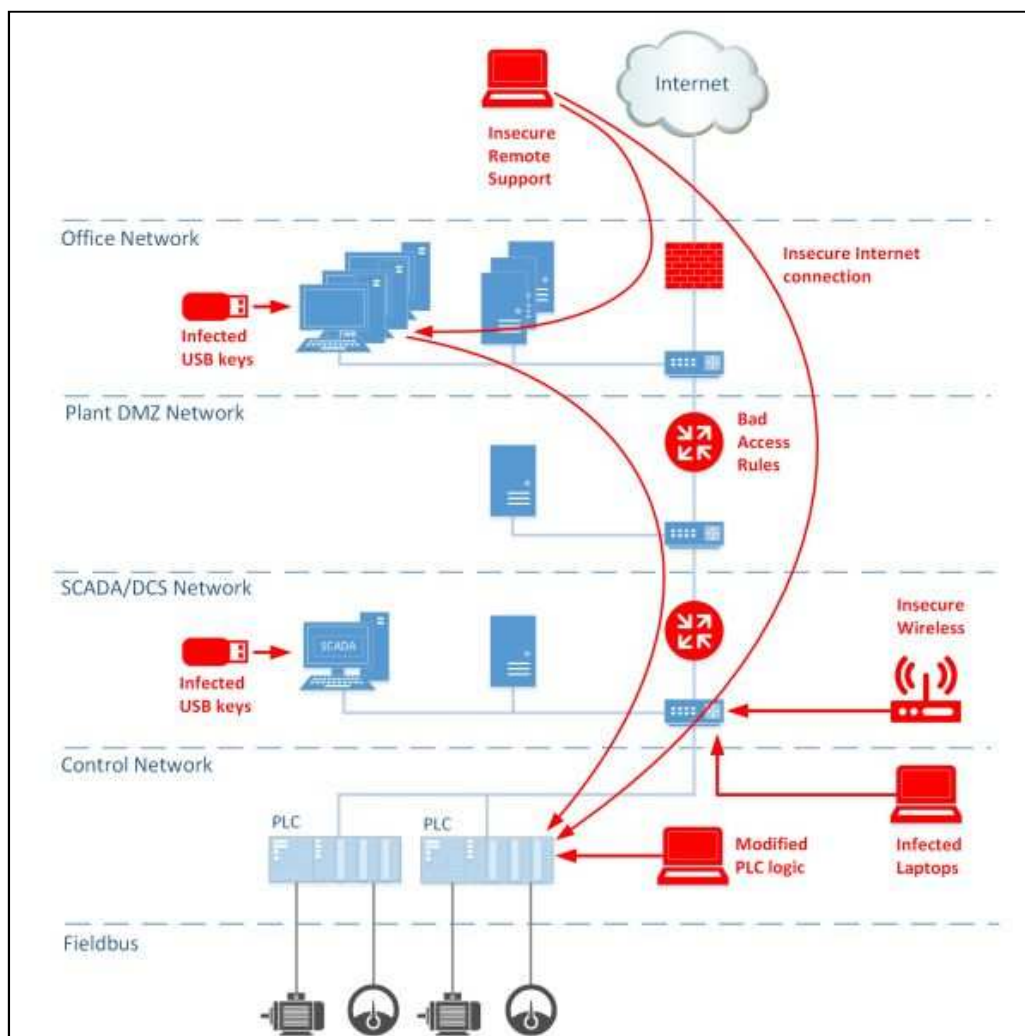 Internet
Insecure
Remote
Support
Office Network
Insecure Internet
connection
Infected
USB keys
Plant DMZ Network
Bad
Access
Rules
SCADA/DCS Network
Insecure
Wireless
SCADA
Infected
USB keys
Control Network
PLC
PLC
Modified
PLC logic
Infected
Laptops
Fieldbus